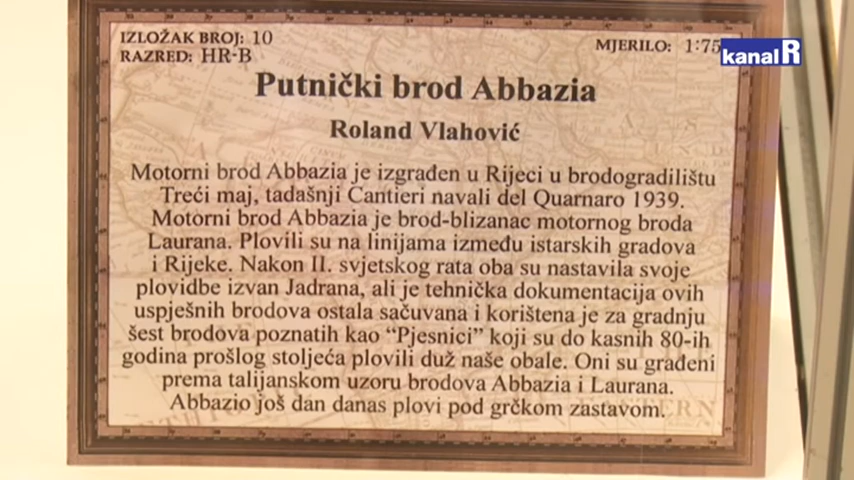 IZLOŽAK BROJ: 10
RAZRED: HR-B
MJERILO: 1:75
kanal R
Putnički brod Abbazia
Roland Vlahović
Motorni brod Abbazia je izgrađen u Rijeci u brodogradilištu
Treći maj, tadašnji Cantieri navali del Quarnaro 1939.
Motorni brod Abbazia je brod-blizanac motornog broda
Laurana. Plovili su na linijama između istarskih gradova
i Rijeke. Nakon II. svjetskog rata oba su nastavila svoje
plovidbe izvan Jadrana, ali je tehnička dokumentacija ovih
uspješnih brodova ostala sačuvana i korištena je za gradnju
šest brodova poznatih kao “Pjesnici” koji su do kasnih 80-ih
godina prošlog stoljeća plovili duž naše obale. Oni su građeni
prema talijanskom uzoru brodova Abbazia i Laurana.
Abbazio još dan danas plovi pod grčkom zastavom.